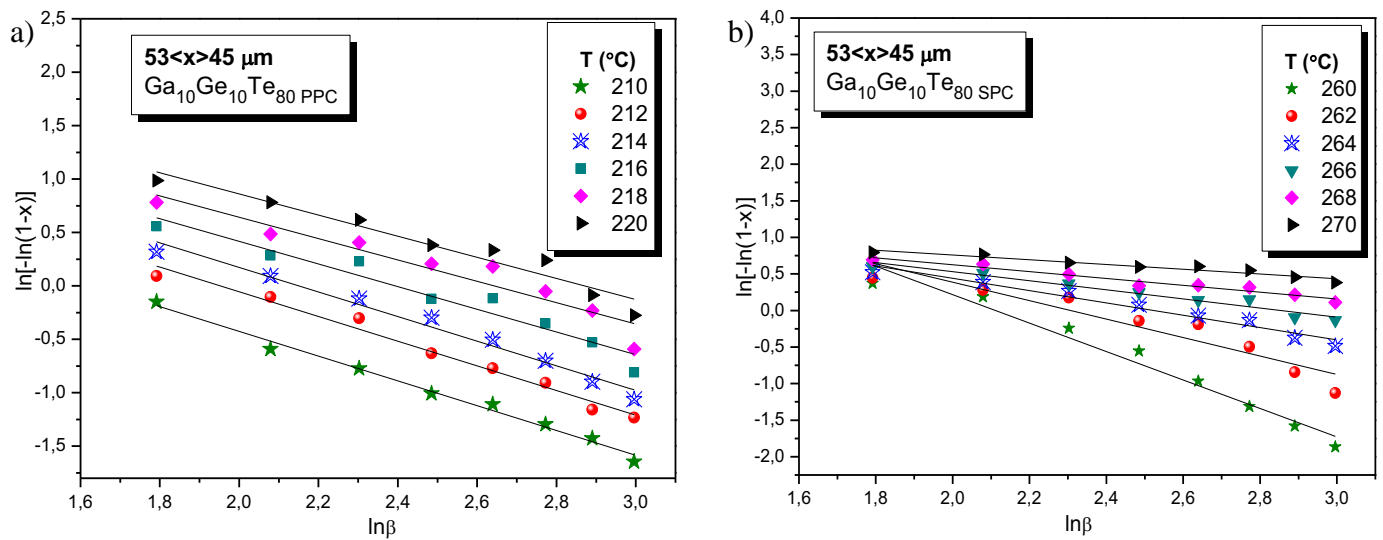 a)
53<x>45 μm
Ga10Ge10Te80 PPC
T (°C)
210
212
214
216
218
220
2,5
2,0
1,5
1,0
0,5
0,0
-0,5
-1,0
-1,5
ln[-ln(1-x)]
1,6 1,8 2,0 2,2 2,4 2,6 2,8 3,0
lnβ
b)
53<x>45 μm
Ga10Ge10Te80 SPC
T (°C)
260
262
264
266
268
270
4,0
3,5
3,0
2,5
2,0
1,5
1,0
0,5
0,0
-0,5
-1,0
-1,5
-2,0
ln[-ln(1-x)]
1,6 1,8 2,0 2,2 2,4 2,6 2,8 3,0
lnβ